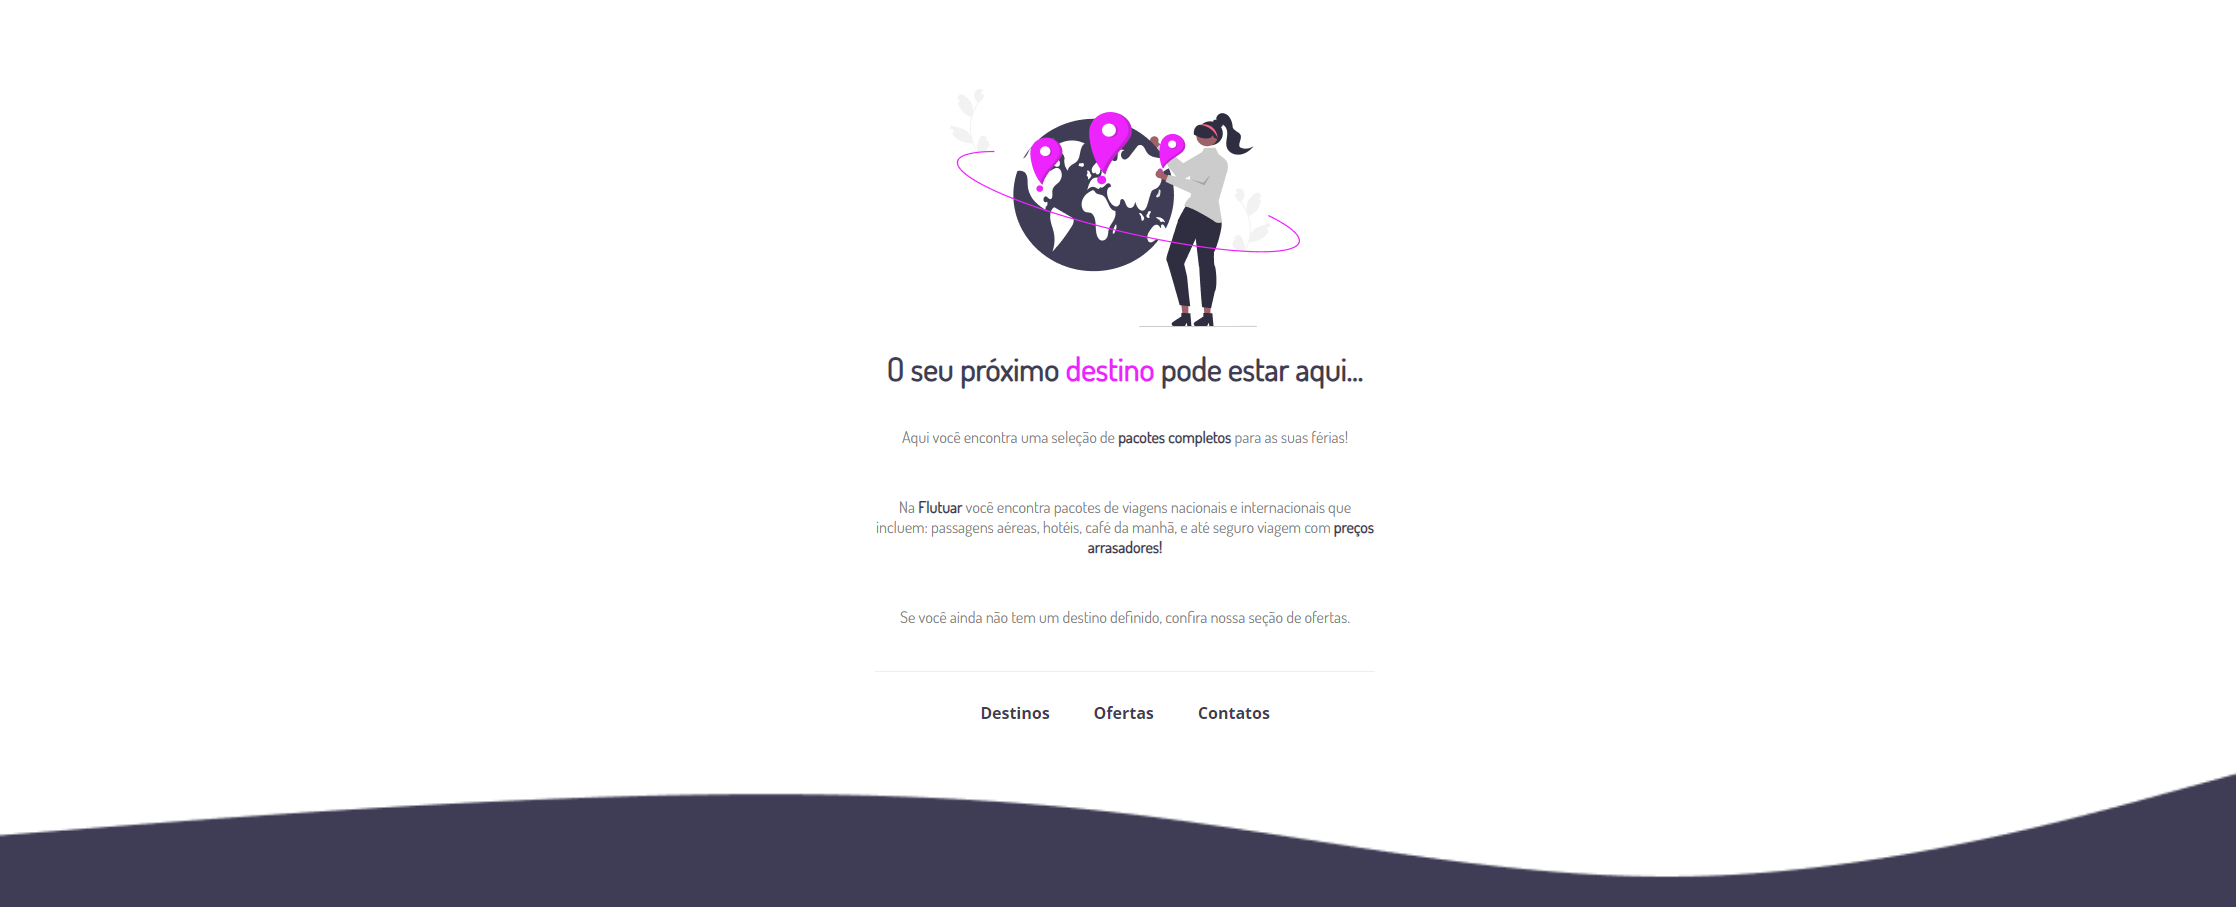 O seu próximo destino pode estar aqui...
Aqui você encontra uma seleção de pacotes completos para as suas férias!
Na Flutuar você encontra pacotes de viagens nacionais e internacionais que
incluem: passagens aéreas, hotéis, café da manhã, e até seguro viagem com preços
arrasadores!
Se você ainda não tem um destino definido, confira nossa seção de ofertas.
Destinos Ofertas Contatos